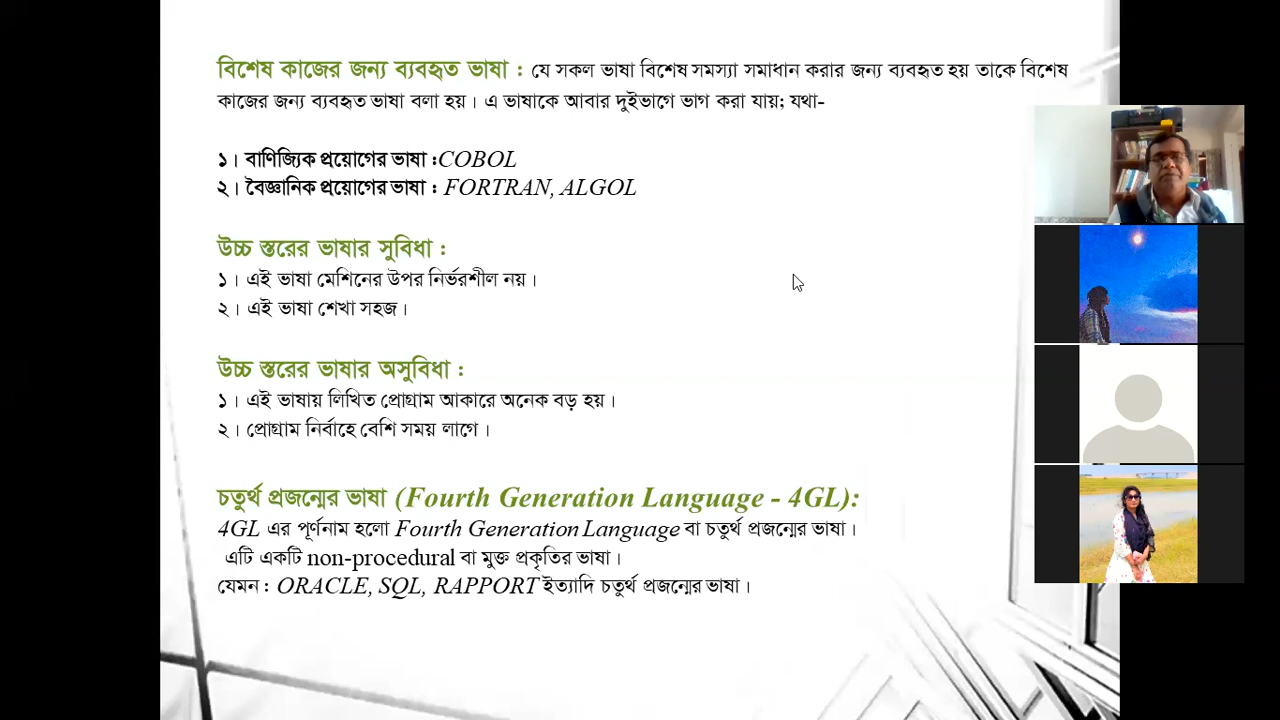 বিশেষ কাজের জন্য ব্যবহৃত ভাষা : যে সকল ভাষা বিশেষ সমস্যা সমাধান করার জন্য ব্যবহৃত হয় তাকে বিশেষ
কাজের জন্য ব্যবহৃত ভাষা বলা হয়। এ ভাষাকে আবার দুইভাগে ভাগ করা যায়; যথা-
১। বাণিজ্যিক প্রয়োগের ভাষা :COBOL
২। বৈজ্ঞানিক প্রয়োগের ভাষা : FORTRAN, ALGOL
উচ্চ স্তরের ভাষার সুবিধা :
১। এই ভাষা মেশিনের উপর নির্ভরশীল নয়।
২। এই ভাষা শেখা সহজ।
উচ্চ স্তরের ভাষার অসুবিধা :
১। এই ভাষায় লিখিত প্রোগ্রাম আকারে অনেক বড় হয়।
২। প্রোগ্রাম নির্বাহে বেশি সময় লাগে।
চতুর্থ প্রজন্মের ভাষা (Fourth Generation Language - 4GL):
4GL এর পূর্ণনাম হলো Fourth Generation Language বা চতুর্থ প্রজন্মের ভাষা।
এটি একটি non-procedural বা মুক্ত প্রকৃতির ভাষা।
যেমন : ORACLE, SQL, RAPPORT ইত্যাদি চতুর্থ প্রজন্মের ভাষা।